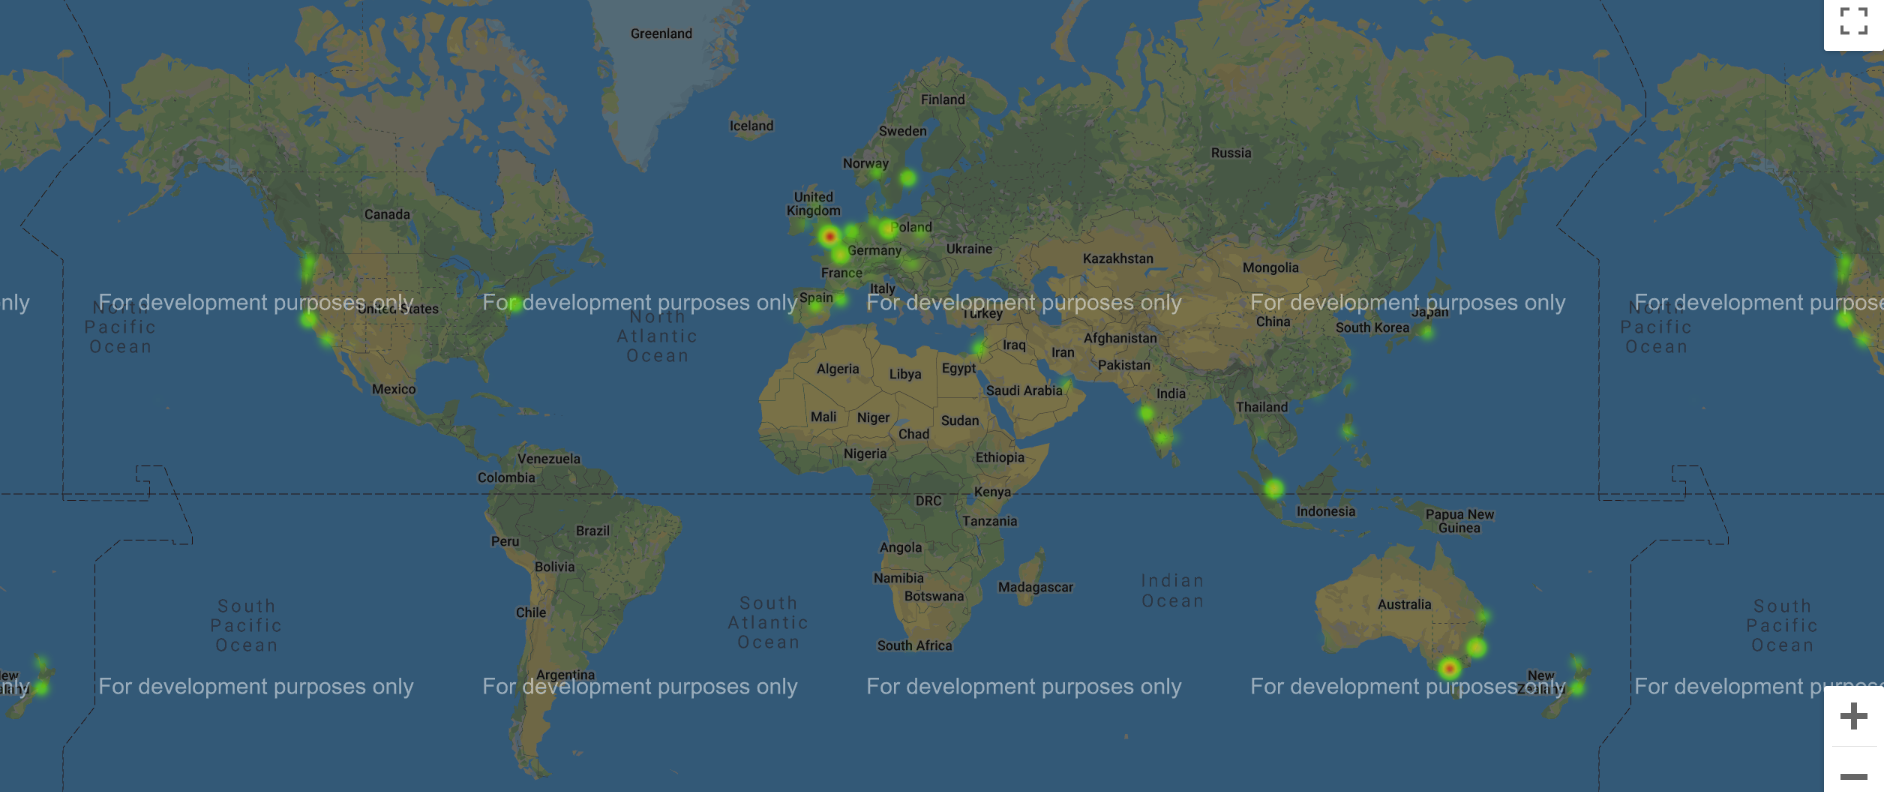 Greenland
Finland
Iceland
Sweden
Russia
Norway
United
Kingdom
Canada
Poland
Ukraine
Germany
Kazakhstan
Mongolia
France
Italy
Spain
nly
For development purposes only
For development purposes only
For development purposes only
For development purposes only
For development purpose
North
Pacific
Ocean
United States
North
Atlantic
Ocean
Turkey
China
Japan
South Korea
North
Pacific
Ocean
Iraq
Iran
Afghanistan
Pakistan
Algeria
Libya
Egypt
Saudi Arabia
India
Mexico
Thailand
Mali
Niger
Chad
Sudan
Nigeria
Ethiopia
Venezuela
Colombia
DRC
Kenya
Tanzania
Indonesia
Papua New
Guinea
Brazil
Peru
Bolivia
Angola
Namibia
Botswana
Madagascar
Indian
Ocean
Australia
South
Pacific
Ocean
Chile
South
Atlantic
Ocean
South Africa
South
Pacific
Ocean
Argentina
New
Zealand
nly
For development purposes only
For development purposes only
For development purposes only
For development purposes only
For development purpose